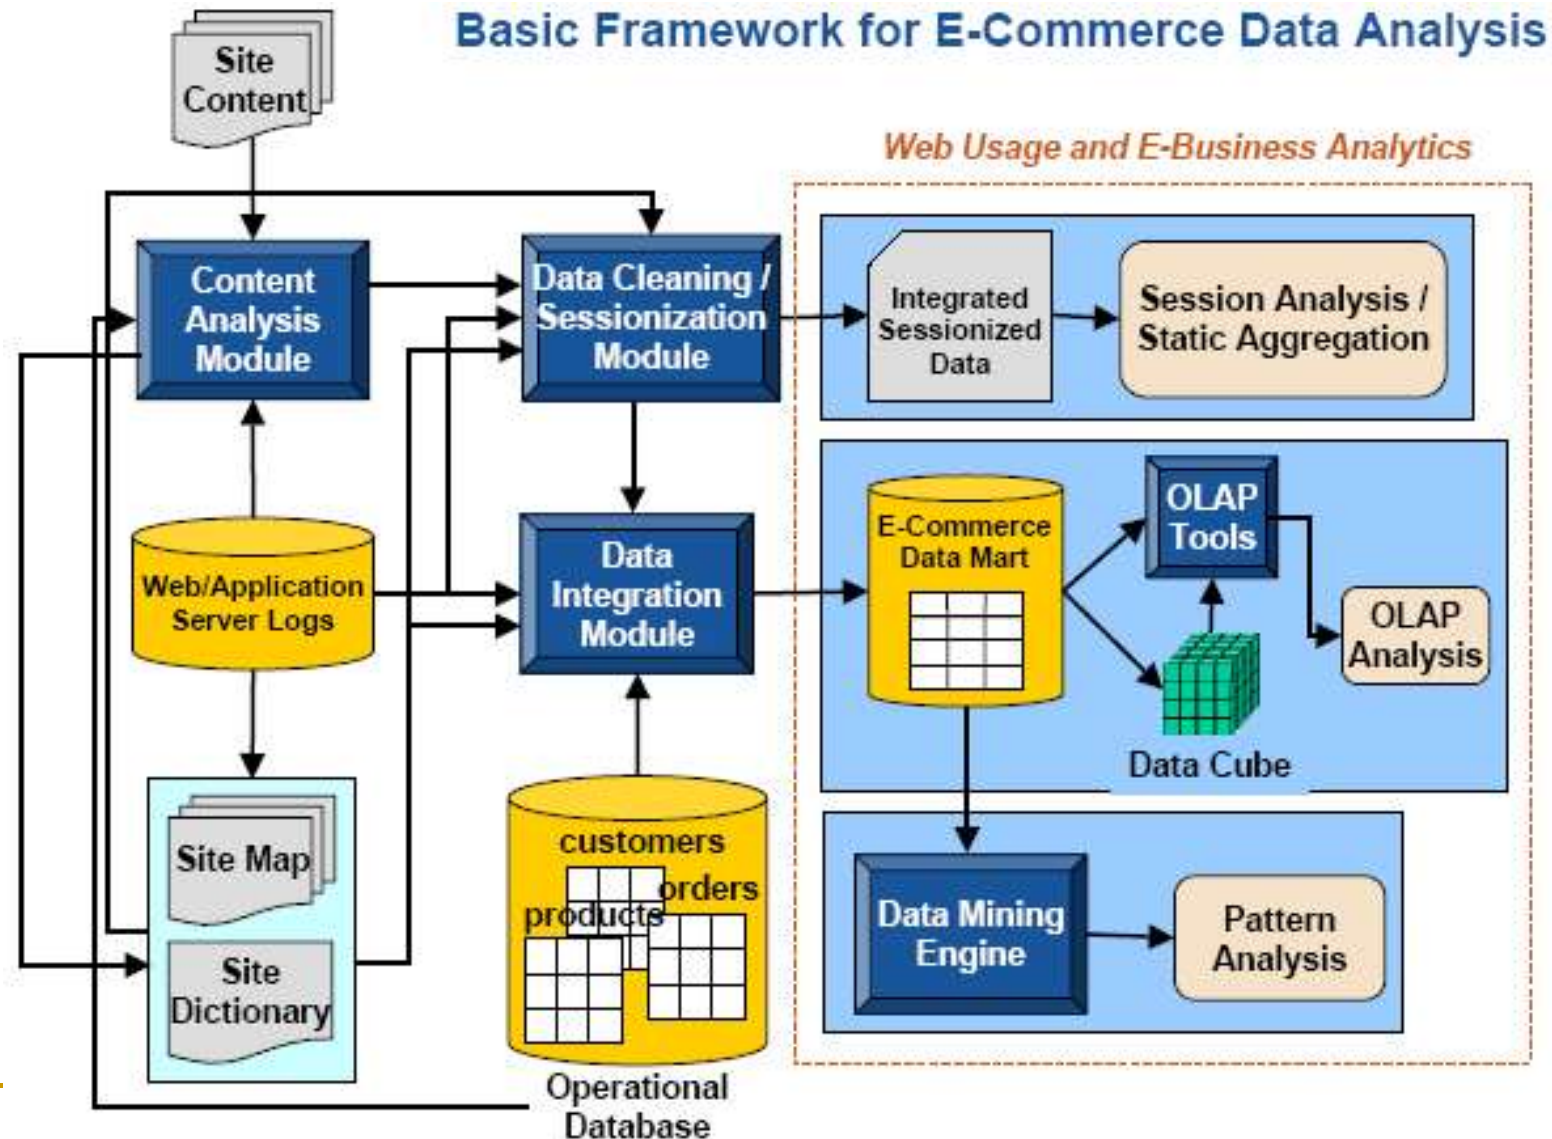 Basic Framework for E-Commerce Data Analysis
Site
Content
Web Usage and E-Business Analytics
Content
Analysis
Module
Data Cleaning /
Sessionization
Module
Integrated
Sessionized
Data
Session Analysis /
Static Aggregation
Web/Application
Server Logs
Data
Integration
Module
E-Commerce
Data Mart
OLAP
Tools
OLAP
Analysis
Data Cube
Site Map
Site
Dictionary
customers
orders
products
Operational
Database
Data Mining
Engine
Pattern
Analysis